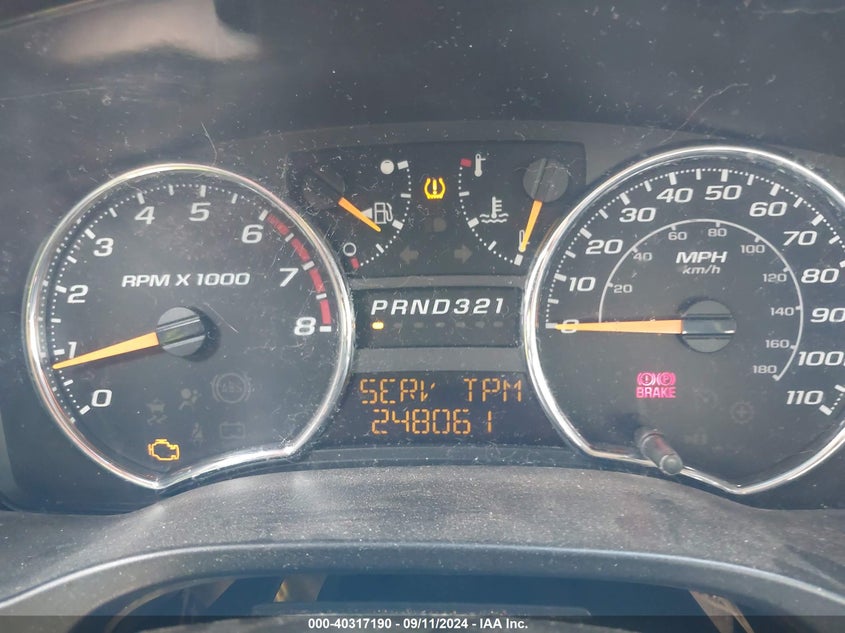 0 1 2 3 4 5 6 7 8
RPM X 1000
PRND321
SERV TPM
248061
0 10 20 30 40 50 60 70 80 90 100 110
20 40 60 80 100 120 140 160 180
MPH
km/h
BRAKE
000-40317190 - 09/11/2024 - IAA Inc.